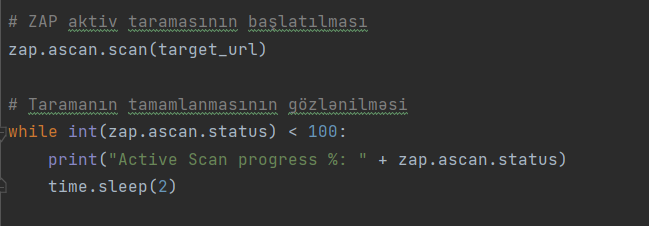 # ZAP aktiv taramasının başlatılması
zap.ascan.scan(target_url)
# Taramanın tamamlanmasının gözlənilməsi
while int(zap.ascan.status) < 100:
print("Active Scan progress %: " + zap.ascan.status)
time.sleep(2)